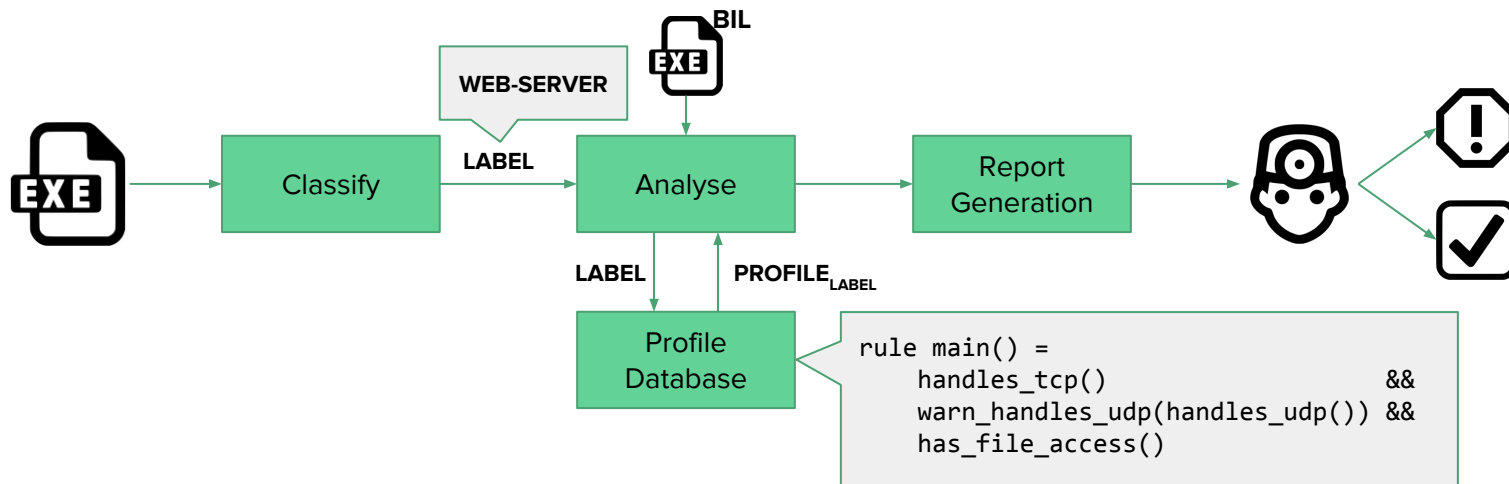 BIL
EXE
WEB-SERVER
EXE
Classify
LABEL
Analyse
Report
Generation
LABEL
PROFILE LABEL
Profile
Database
rule main() =
    handles_tcp()                  &&
    warn_handles_udp(handles_udp()) &&
    has_file_access()